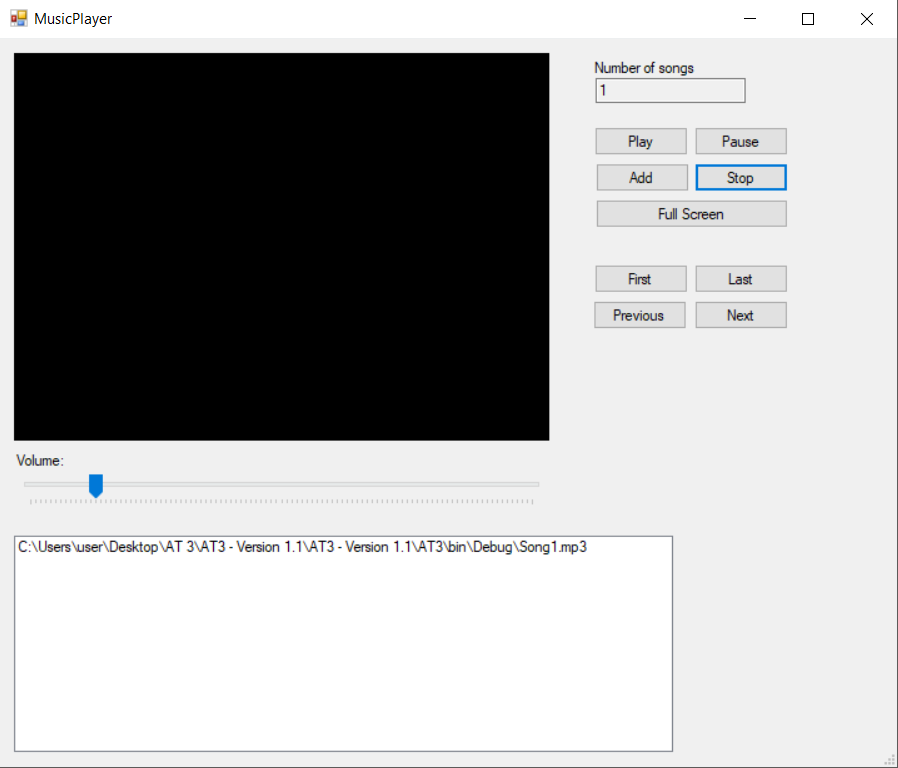 MusicPlayer
Number of songs
1
Play Pause
Add Stop
Full Screen
First Last
Previous Next
Volume:
C:\Users\user\Desktop\AT 3\AT3 - Version 1.1\AT3 - Version 1.1\AT3\bin\Debug\Song1.mp3